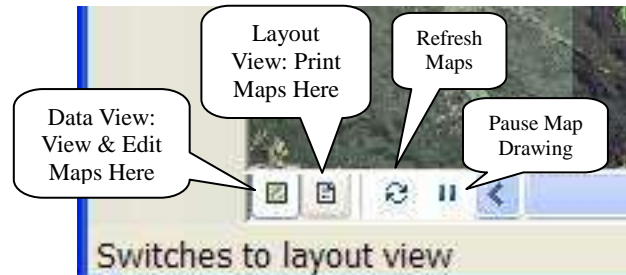 Layout
View: Print
Maps Here
Refresh
Maps
Data View:
View & Edit
Maps Here
Pause Map
Drawing
Switches to layout view